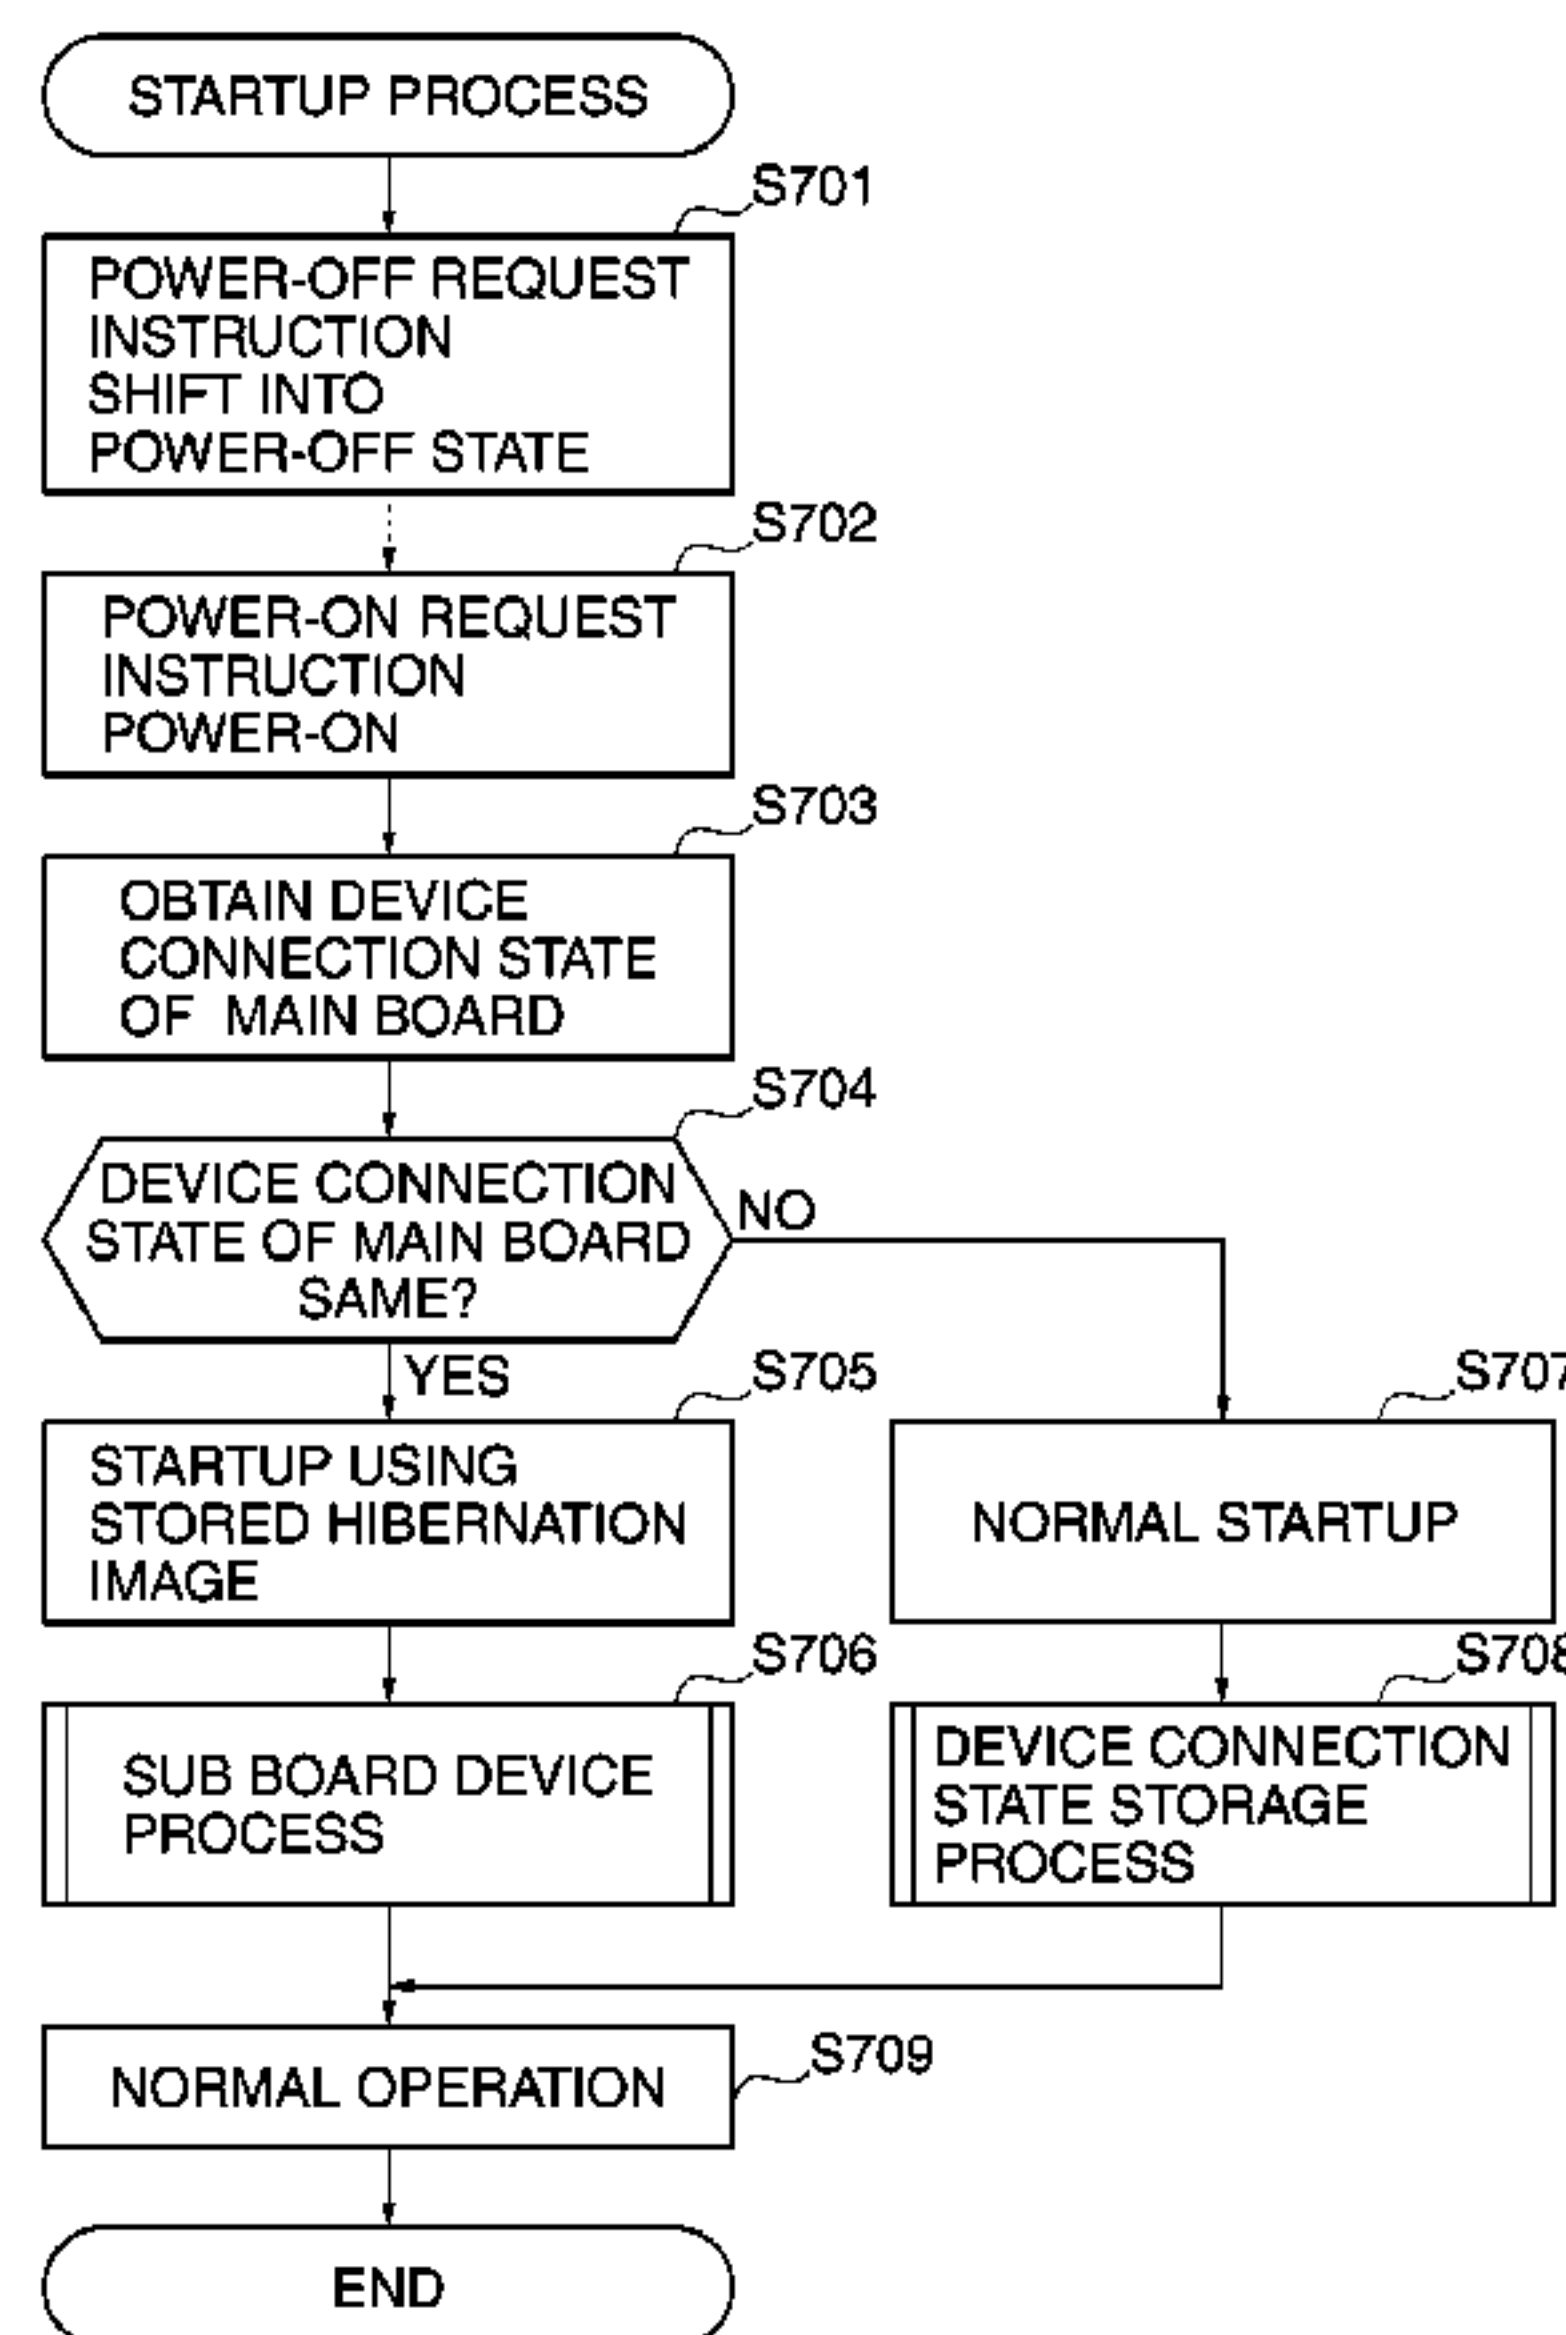 STARTUP PROCESS
S701
POWER-OFF REQUEST
INSTRUCTION
SHIFT INTO
POWER-OFF STATE
S702
POWER-ON REQUEST
INSTRUCTION
POWER-ON
S703
OBTAIN DEVICE
CONNECTION STATE
OF MAIN BOARD
S704
DEVICE CONNECTION
STATE OF MAIN BOARD
SAME?
NO
YES
S705
STARTUP USING
STORED HIBERNATION
IMAGE
S707
NORMAL STARTUP
S706
SUB BOARD DEVICE
PROCESS
S708
DEVICE CONNECTION
STATE STORAGE
PROCESS
S709
NORMAL OPERATION
END